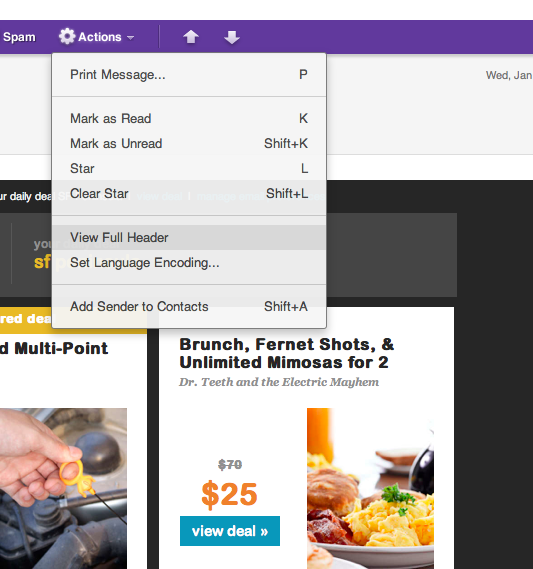 Spam
Actions
Wed, Jan
Print Message... P
Mark as Read K
Mark as Unread Shift+K
Star L
Clear Star Shift+L
View Full Header
Set Language Encoding...
Add Sender to Contacts Shift+A
ur daily dea
you
sf
red dea
d Multi-Point
Brunch, Fernet Shots, &
Unlimited Mimosas for 2
Dr. Teeth and the Electric Mayhem
$79
$25
view deal »